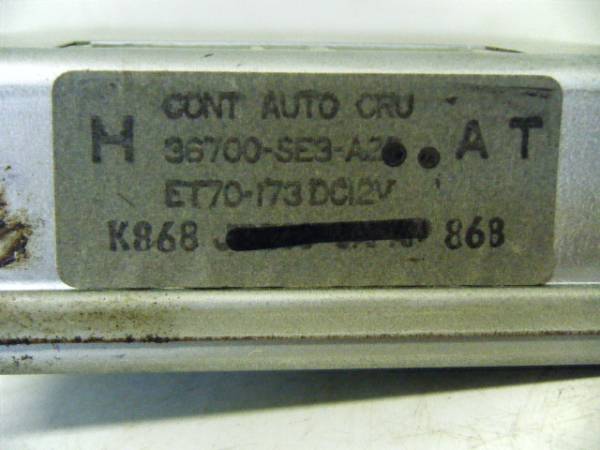 CONT AUTO CRU
H 36700-SE3-A2 A T
ET70-173 DC12V
K868 868